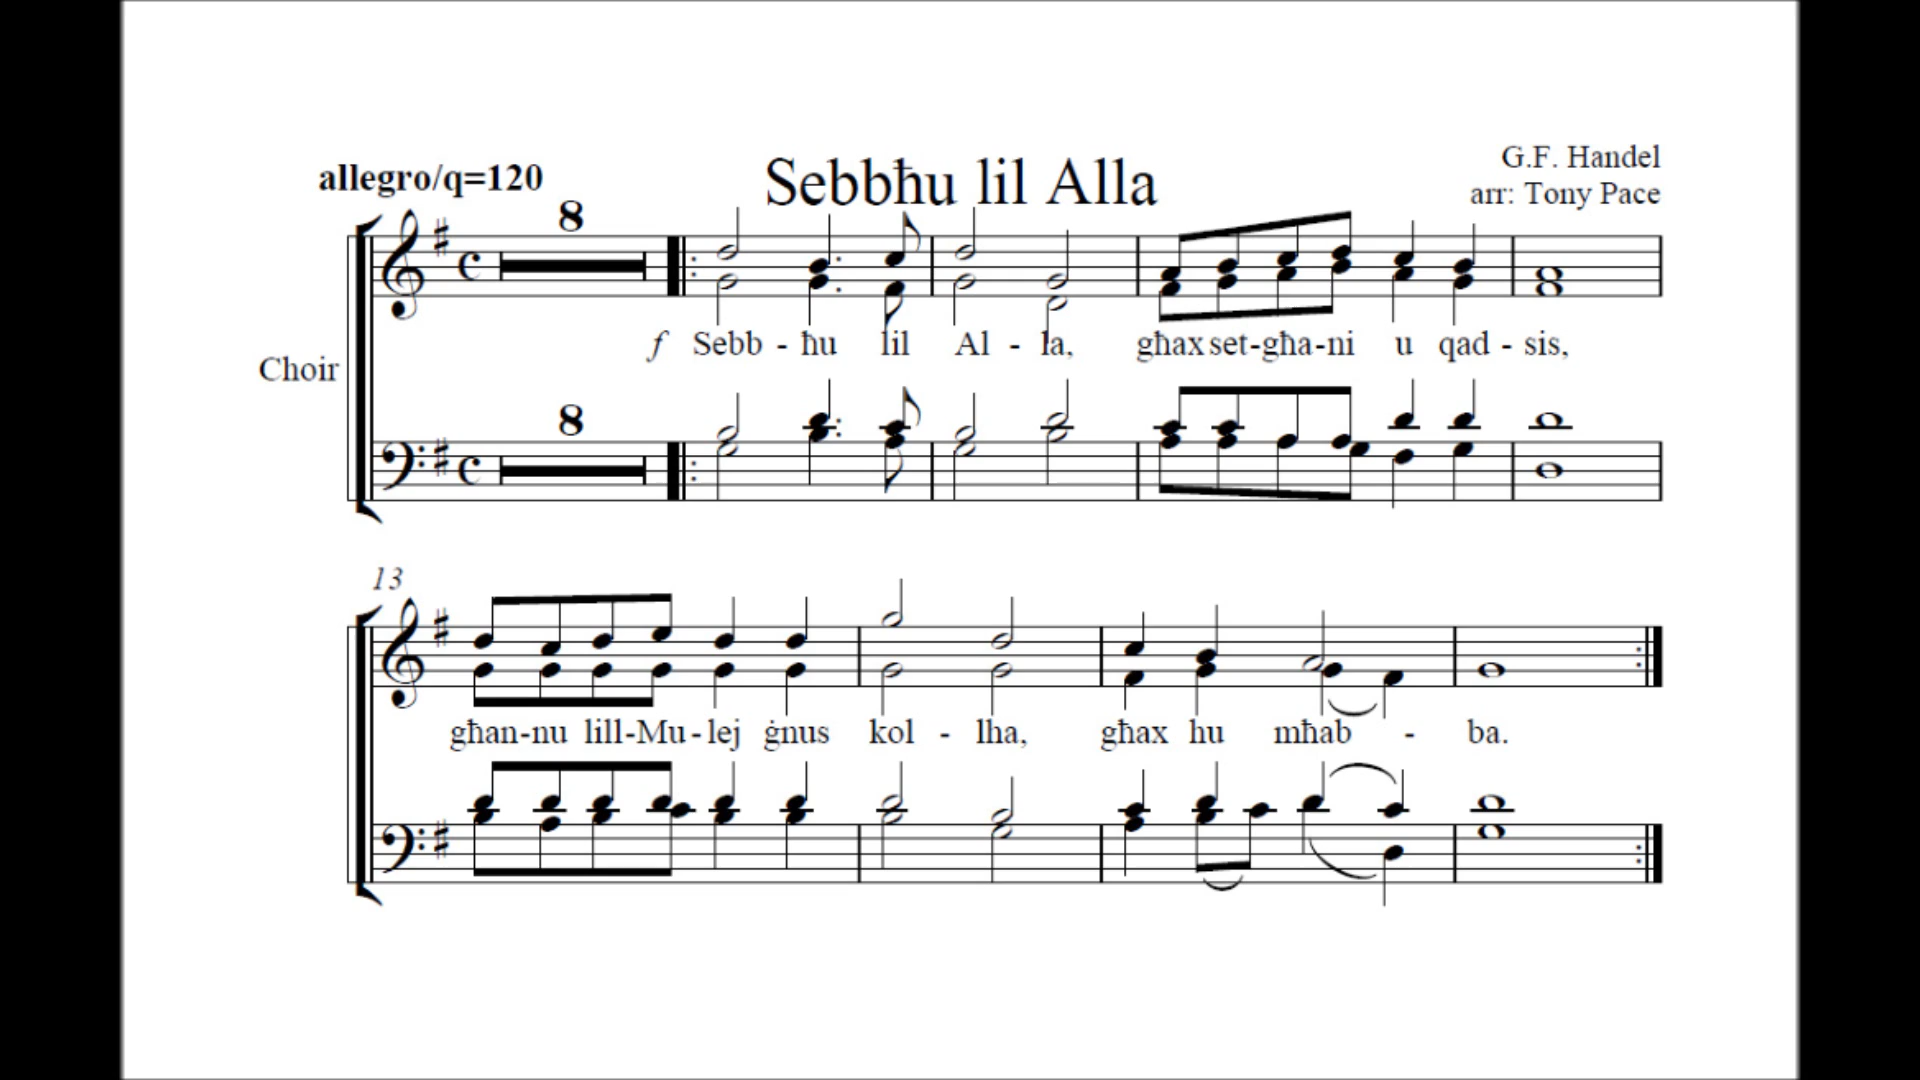 Sebbħu lil Alla
G.F. Handel
arr: Tony Pace
allegro/q=120
8
f Sebb - ħu lil Al - la, għax set-għa-ni u qad - sis,
Choir
8
13
għan-nu lill-Mu-lej ġnus kol - lha, għax hu mħab - ba.